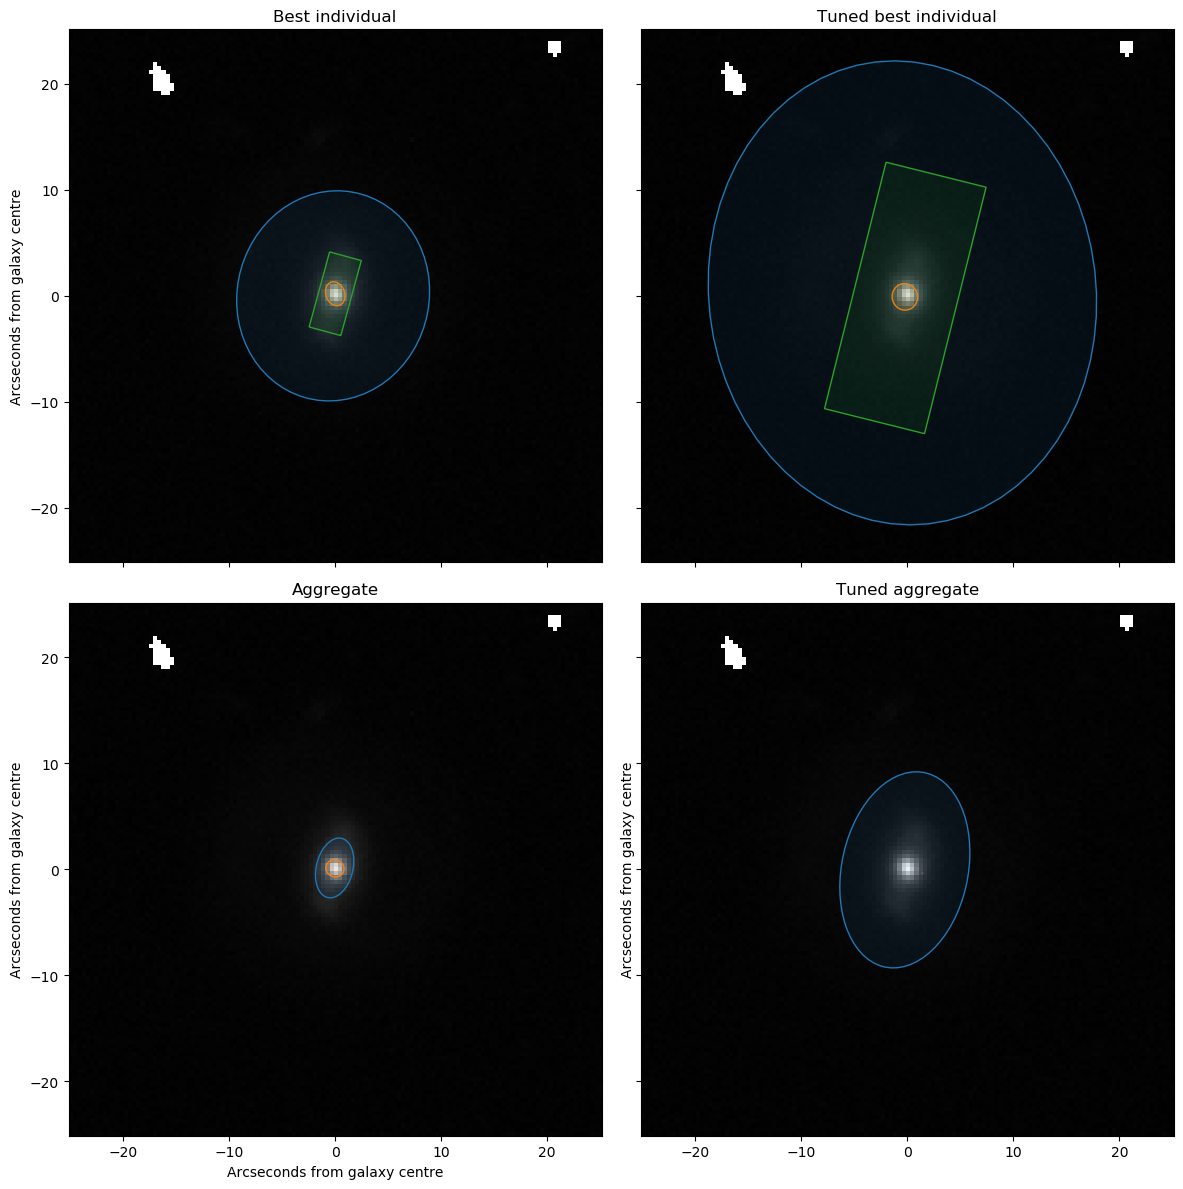 Best individual
Tuned best individual
20
10
0
−10
−20
Arcseconds from galaxy centre
Aggregate
Tuned aggregate
20
10
0
−10
−20
Arcseconds from galaxy centre
Arcseconds from galaxy centre
−20 −10 0 10 20
−20 −10 0 10 20
Arcseconds from galaxy centre